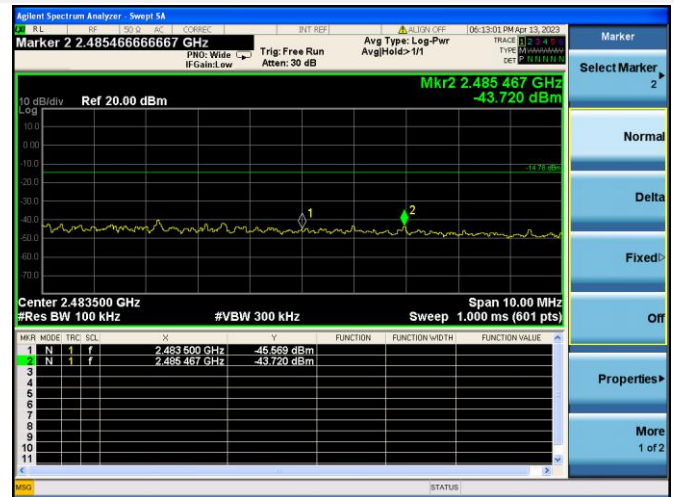 Agilent Spectrum Analyzer - Swept SA
RL RF 50 Ω AC CORREC INT REF ALIGN OFF 06:13:01 PM Apr 13, 2023
Marker 2 2.485466666667 GHz
PNO: Wide Trig: Free Run Avg Type: Log-Pwr TRACE 1 2 3 4 5 6
IFGain:Low Atten: 30 dB Avg|Hold>1/1 TYPE M
DET P N N N N N
Mkr2 2.485 467 GHz
-43.720 dBm
10 dB/div Ref 20.00 dBm
Log
10.0
0.00
-10.0
-14.78 dBm
-20.0
-30.0
-40.0
1
2
-50.0
-60.0
-70.0
Center 2.483500 GHz Span 10.00 MHz
#Res BW 100 kHz #VBW 300 kHz Sweep 1.000 ms (601 pts)
MKR MODE TRC SCL X Y FUNCTION FUNCTION WIDTH FUNCTION VALUE
1 N 1 f 2.483 500 GHz -45.569 dBm
2 N 1 f 2.485 467 GHz -43.720 dBm
3
4
5
6
7
8
9
10
11
MSG STATUS
Marker
Select Marker
2
Normal
Delta
Fixed
Off
Properties
More
1 of 2